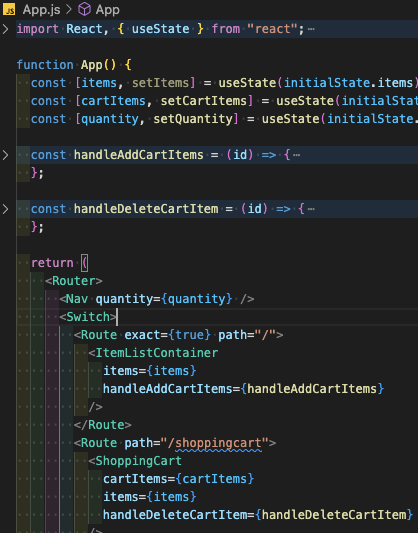 JS App.js > App
> import React, { useState } from "react"; ⋯
function App() {
const [items, setItems] = useState(initialState.items)
const [cartItems, setCartItems] = useState(initialSta
const [quantity, setQuantity] = useState(initialState.
> const handleAddCartItems = (id) => { ⋯
};
> const handleDeleteCartItem = (id) => { ⋯
};
return (
<Router>
<Nav quantity={quantity} />
<Switch>
<Route exact={true} path="/">
<ItemListContainer
items={items}
handleAddCartItems={handleAddCartItems}
/>
</Route>
<Route path="/shoppingcart">
<ShoppingCart
cartItems={cartItems}
items={items}
handleDeleteCartItem={handleDeleteCartItem}
/>